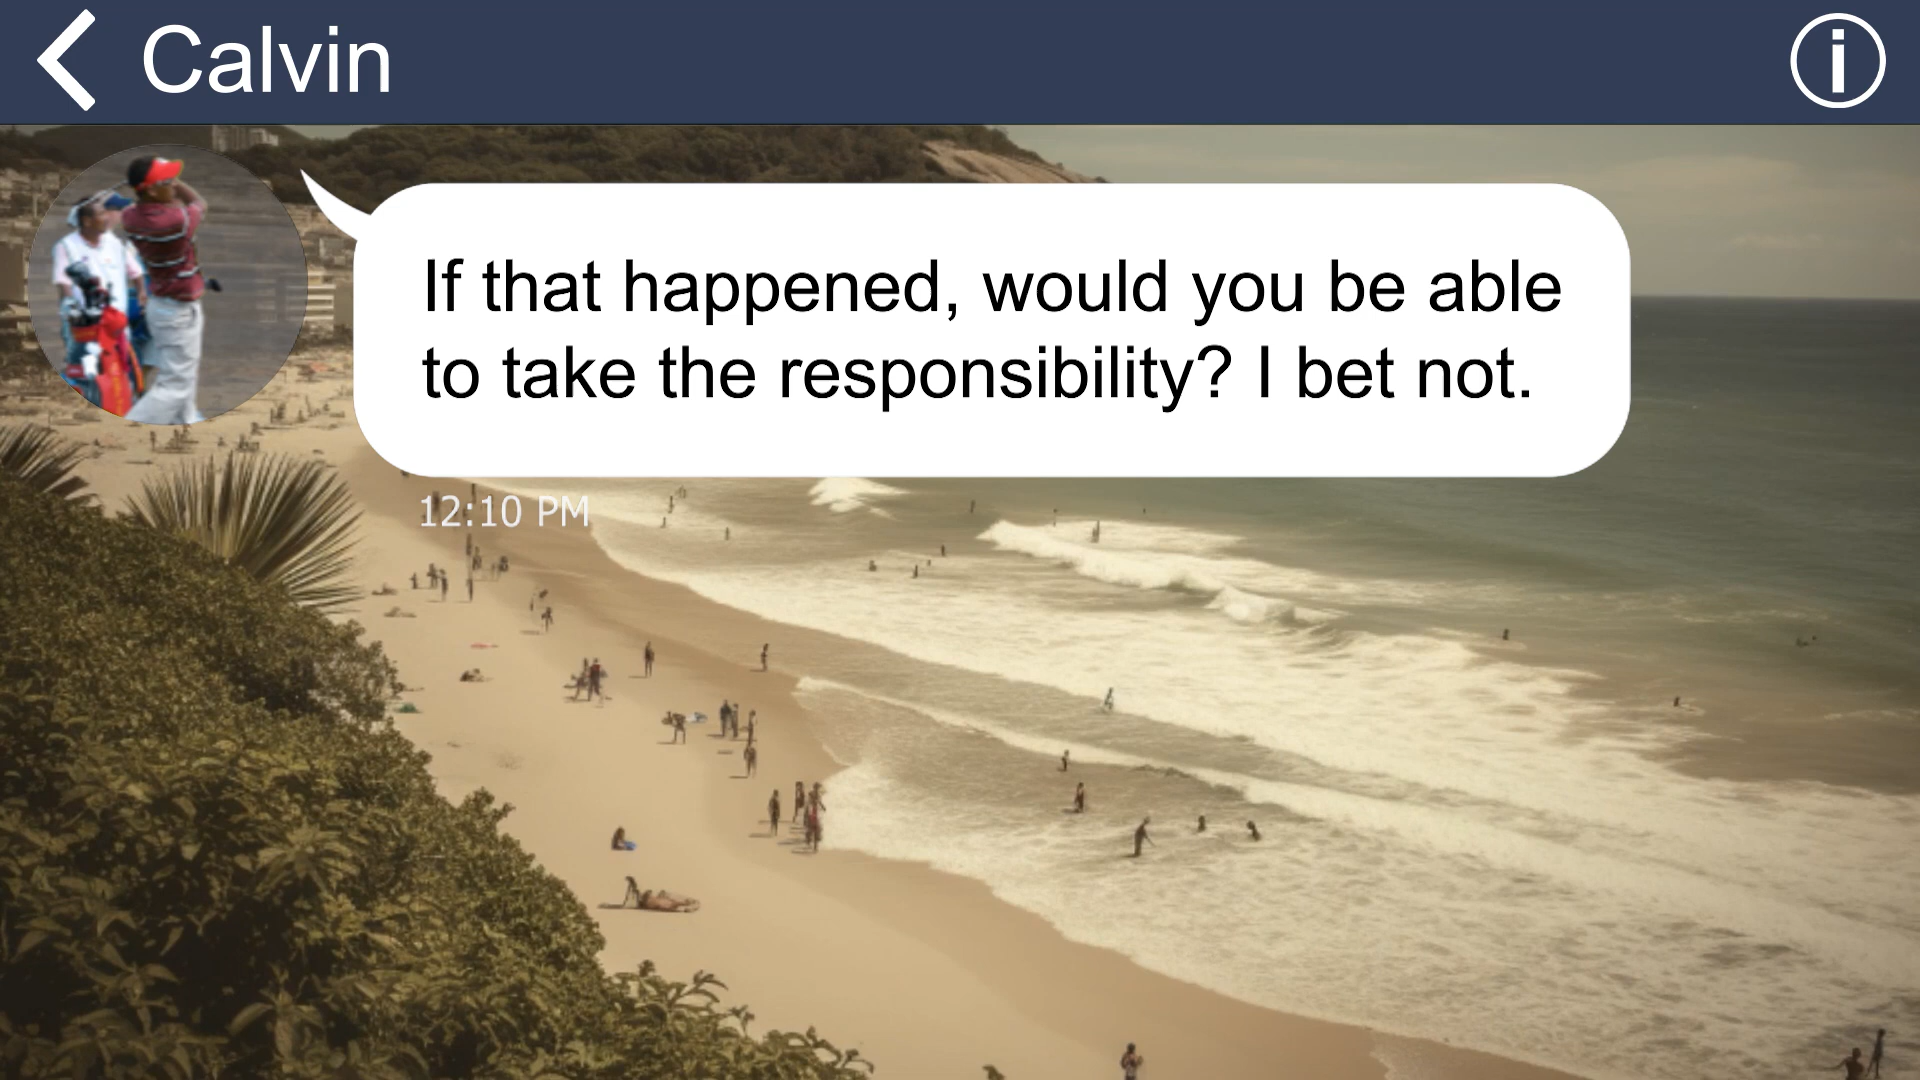 Calvin
If that happened, would you be able
to take the responsibility? I bet not.
12:10 PM